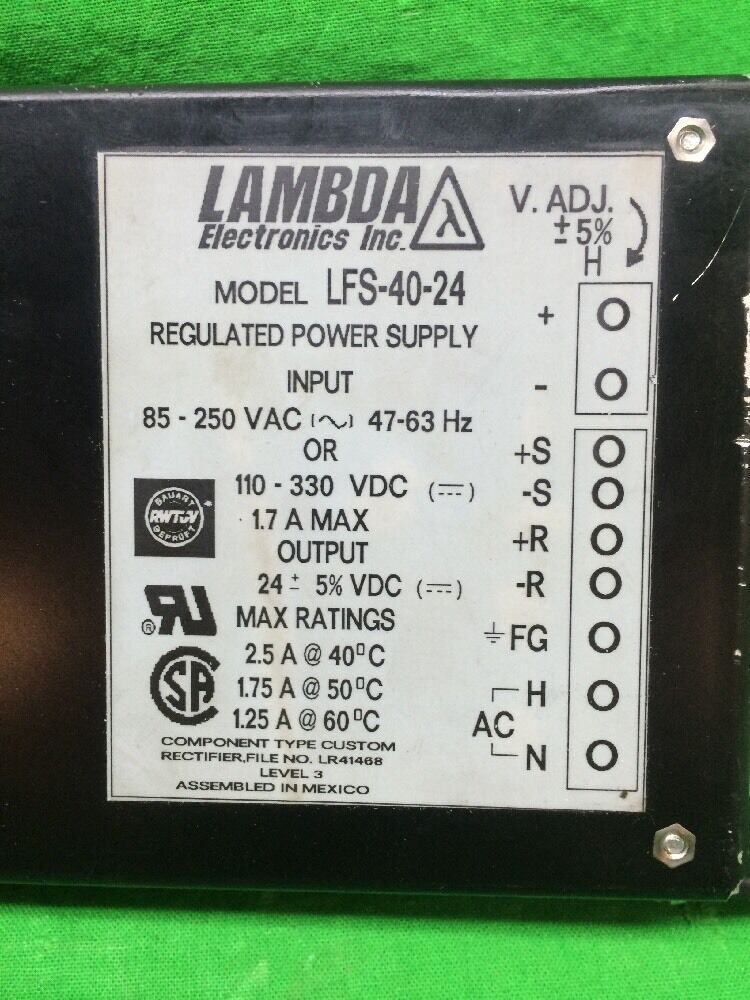 LAMBDA
Electronics Inc.
λ
MODEL LFS-40-24
REGULATED POWER SUPPLY
INPUT
85 - 250 VAC (∼) 47-63 Hz
OR
110 - 330 VDC (⎓)
1.7 A MAX
OUTPUT
24 ± 5% VDC (⎓)
MAX RATINGS
2.5 A @ 40°C
1.75 A @ 50°C
1.25 A @ 60°C
COMPONENT TYPE CUSTOM
RECTIFIER,FILE NO. LR41468
LEVEL 3
ASSEMBLED IN MEXICO
BAUART
RWTÜV
GEPRÜFT
RU
®
SA
V. ADJ.
± 5%
H
+
-
+S
-S
+R
-R
⏚ FG
H
AC
N